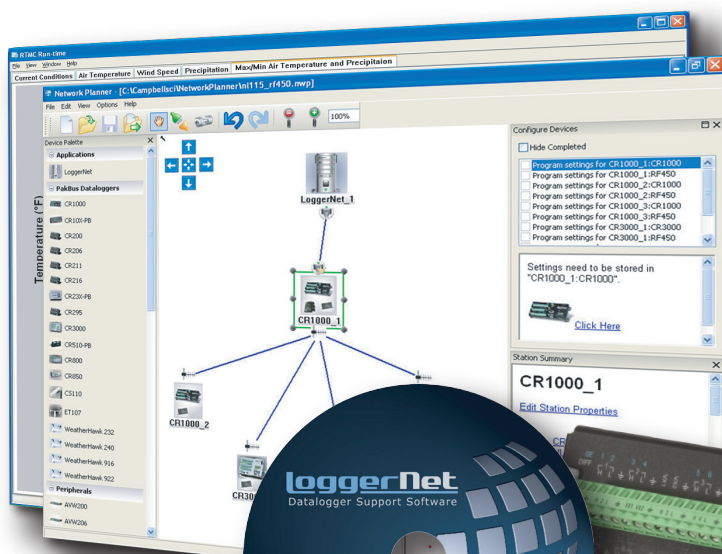 RTMC Run-time
File View Window Help
Current Conditions Air Temperature Wind Speed Precipitation Max/Min Air Temperature and Precipitaion
Temperature (°F)
Network Planner - [C:\Campbellsci\NetworkPlanner\nl115_rf450.nwp]
File Edit View Options Help
100%
Device Palette
Applications
LoggerNet
PakBus Dataloggers
CR1000
CR10X-PB
CR200
CR206
CR211
CR216
CR23X-PB
CR295
CR3000
CR510-PB
CR800
CR850
CS110
ET107
WeatherHawk 232
WeatherHawk 240
WeatherHawk 916
WeatherHawk 922
Peripherals
AVW200
AVW206
LoggerNet_1
CR1000_1
CR1000_2
Configure Devices
Hide Completed
Program settings for CR1000_1:CR1000
Program settings for CR1000_1:RF450
Program settings for CR1000_2:CR1000
Program settings for CR1000_2:RF450
Program settings for CR1000_3:CR1000
Program settings for CR1000_3:RF450
Program settings for CR3000_1:CR3000
Program settings for CR3000_1:RF450
Settings need to be stored in
"CR1000_1:CR1000".
Click Here
Station Summary
CR1000_1
Edit Station Properties
LoggerNet
Datalogger Support Software
SE
DIFF